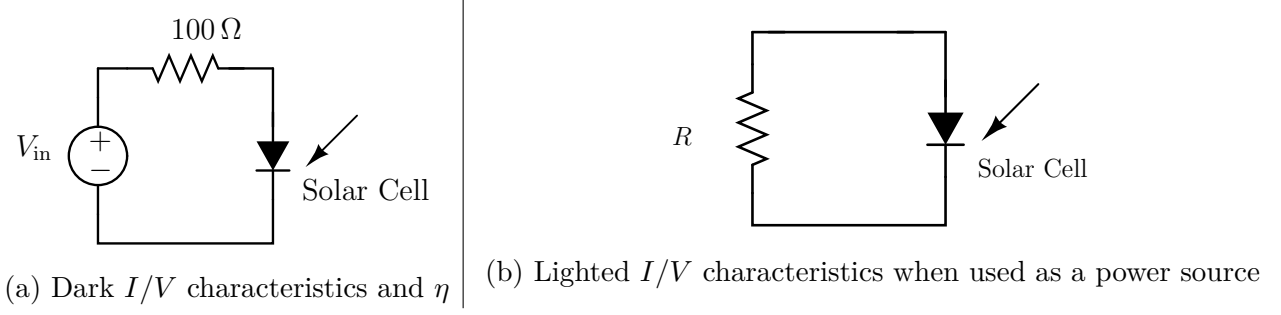 100 Ω
V_in
+
−
Solar Cell
(a) Dark I/V characteristics and η
R
Solar Cell
(b) Lighted I/V characteristics when used as a power source